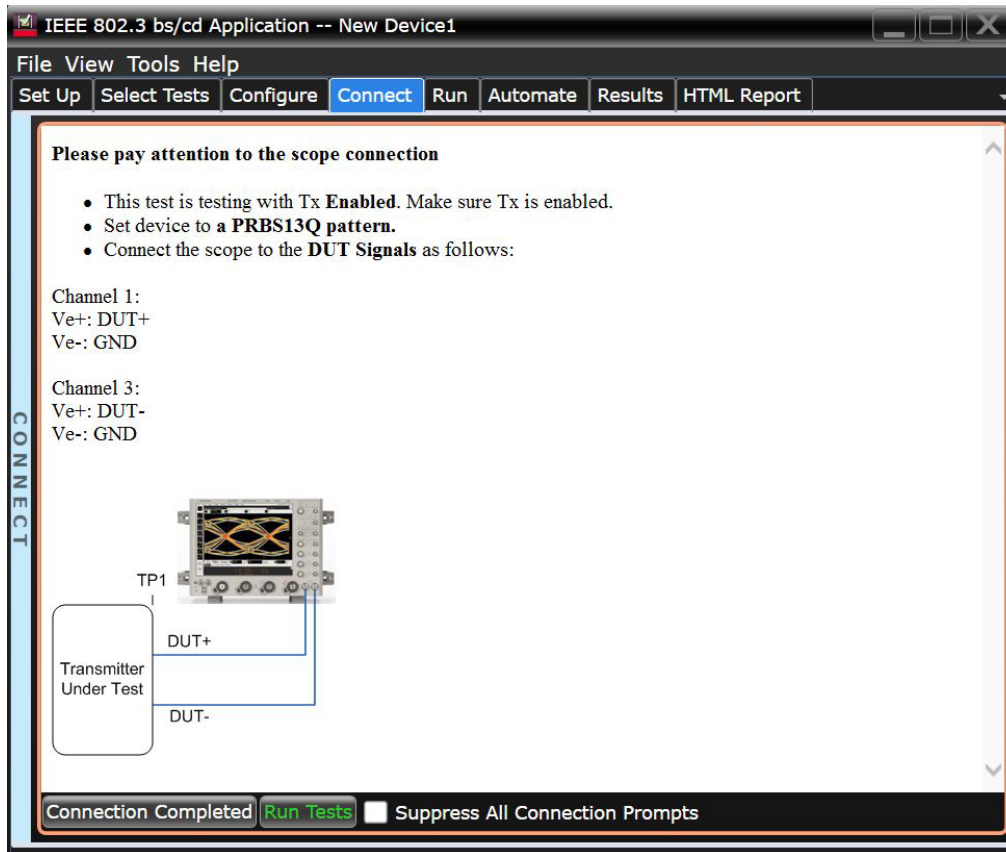 IEEE 802.3 bs/cd Application -- New Device1
File View Tools Help
Set Up Select Tests Configure Connect Run Automate Results HTML Report
CONNECT
Please pay attention to the scope connection
• This test is testing with Tx Enabled. Make sure Tx is enabled.
• Set device to a PRBS13Q pattern.
• Connect the scope to the DUT Signals as follows:
Channel 1:
Ve+: DUT+
Ve-: GND
Channel 3:
Ve+: DUT-
Ve-: GND
TP1
DUT+
Transmitter
Under Test
DUT-
Connection Completed Run Tests Suppress All Connection Prompts